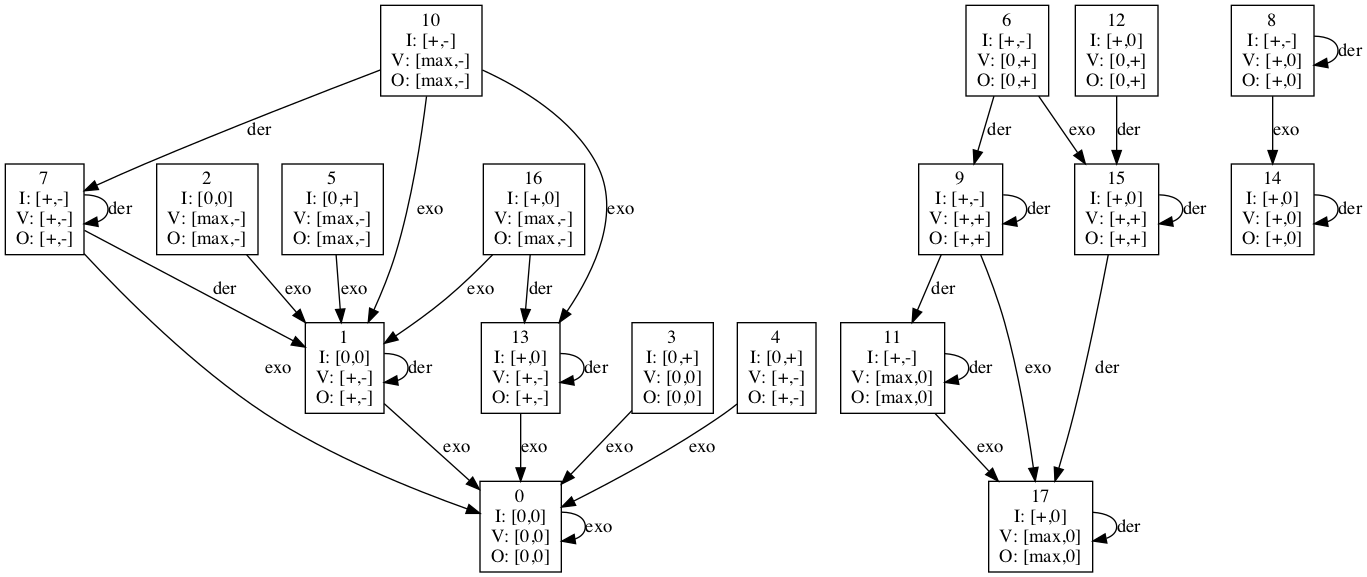 10
I: [+,-]
V: [max,-]
O: [max,-]
6
I: [+,-]
V: [0,+]
O: [0,+]
12
I: [+,0]
V: [0,+]
O: [0,+]
8
I: [+,-]
V: [+,0]
O: [+,0]
der
der
der
exo
der
exo
7
I: [+,-]
V: [+,-]
O: [+,-]
der
2
I: [0,0]
V: [max,-]
O: [max,-]
5
I: [0,+]
V: [max,-]
O: [max,-]
exo
16
I: [+,0]
V: [max,-]
O: [max,-]
exo
9
I: [+,-]
V: [+,+]
O: [+,+]
der
15
I: [+,0]
V: [+,+]
O: [+,+]
der
14
I: [+,0]
V: [+,0]
O: [+,0]
der
der
exo
exo
exo
der
der
exo
1
I: [0,0]
V: [+,-]
O: [+,-]
der
13
I: [+,0]
V: [+,-]
O: [+,-]
der
3
I: [0,+]
V: [0,0]
O: [0,0]
4
I: [0,+]
V: [+,-]
O: [+,-]
11
I: [+,-]
V: [max,0]
O: [max,0]
der
exo
der
exo
exo
exo
exo
exo
0
I: [0,0]
V: [0,0]
O: [0,0]
exo
17
I: [+,0]
V: [max,0]
O: [max,0]
der